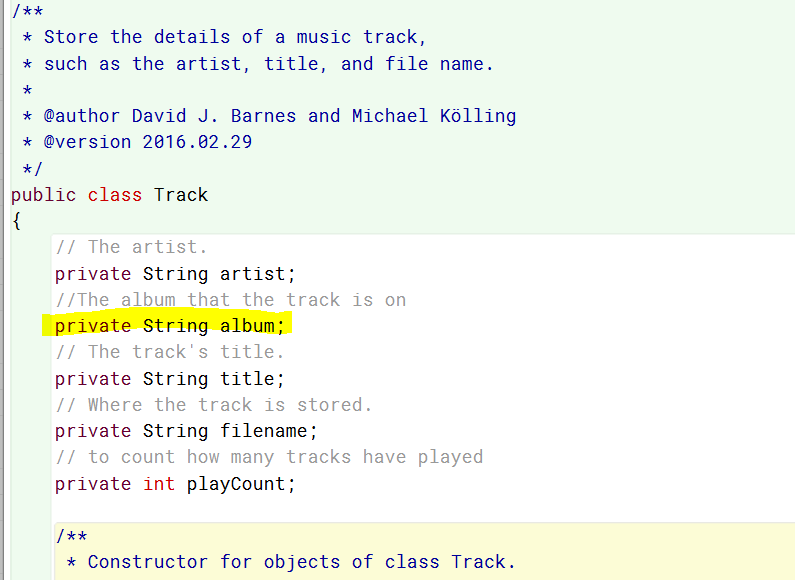 /**
 * Store the details of a music track,
 * such as the artist, title, and file name.
 *
 * @author David J. Barnes and Michael Kölling
 * @version 2016.02.29
 */
public class Track
{
    // The artist.
    private String artist;
    //The album that the track is on
    private String album;
    // The track's title.
    private String title;
    // Where the track is stored.
    private String filename;
    // to count how many tracks have played
    private int playCount;
    /**
     * Constructor for objects of class Track.